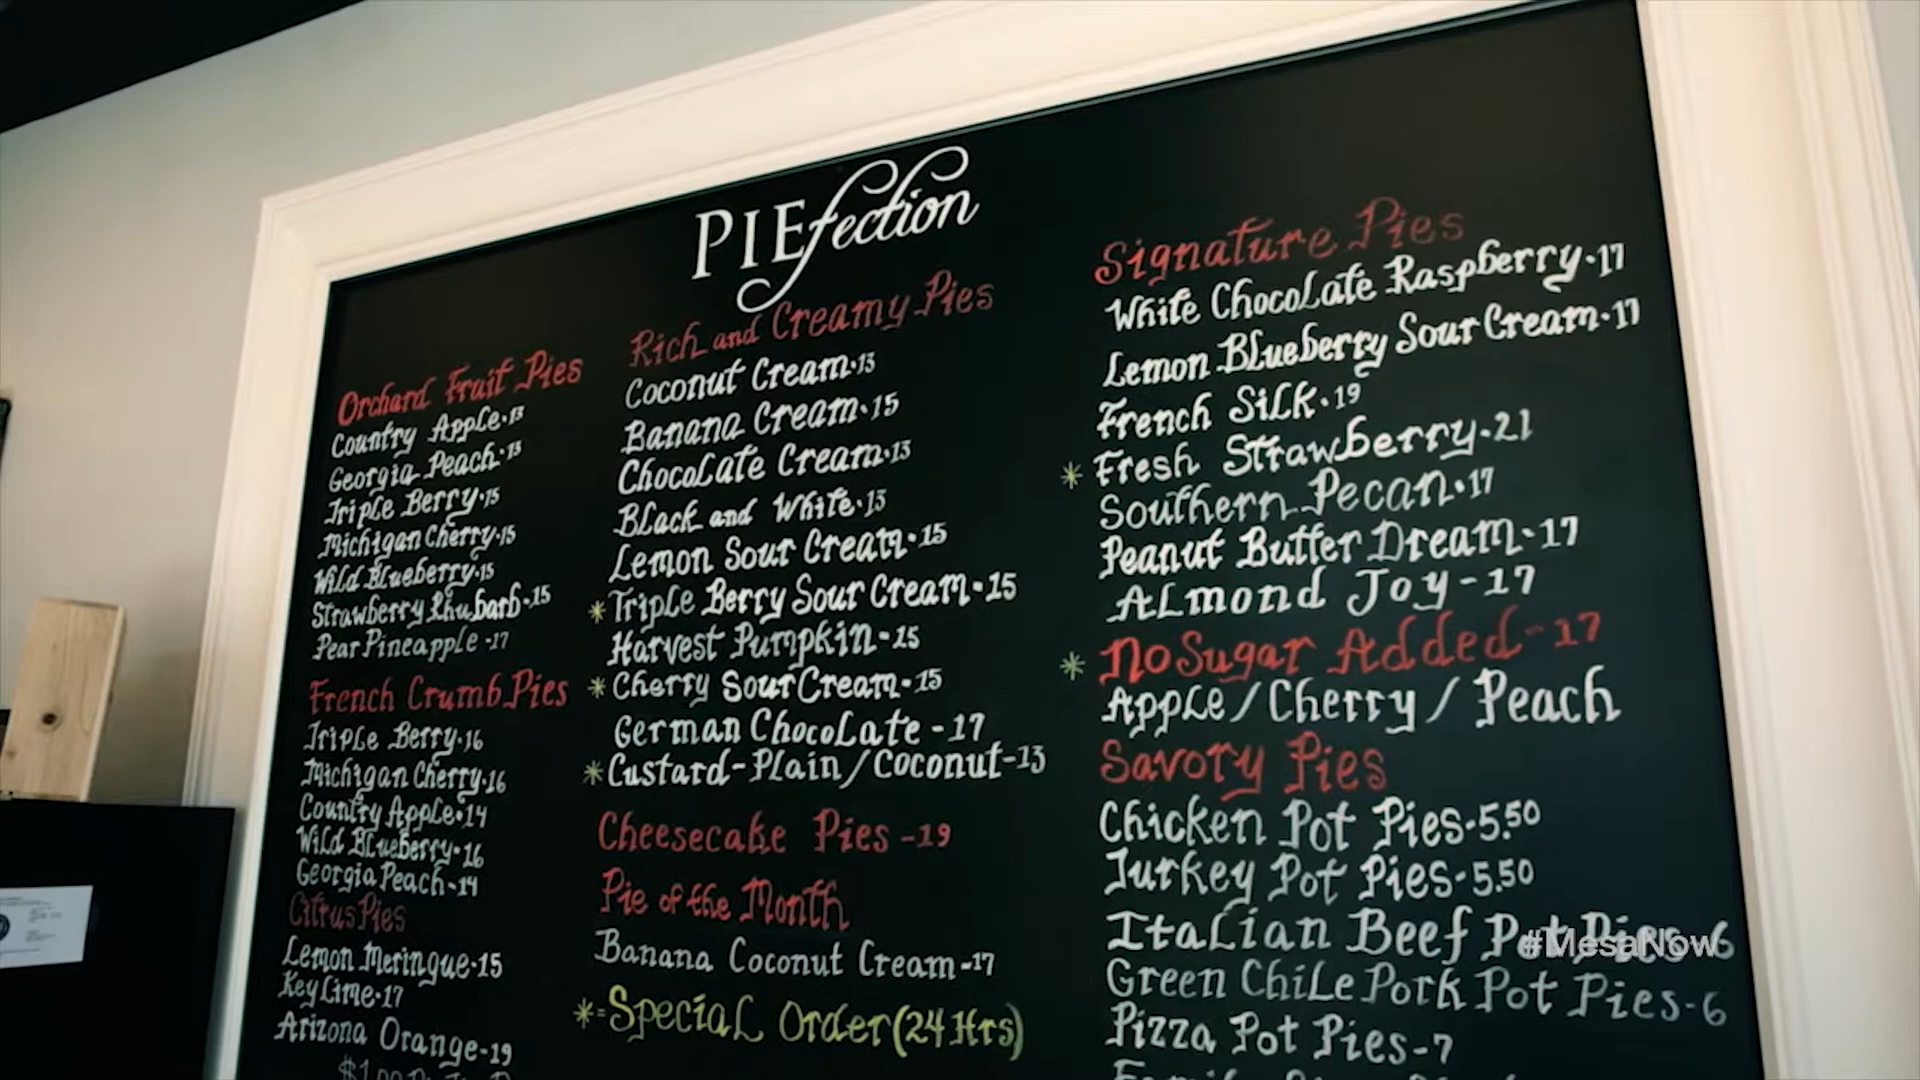 PIEfection
Orchard Fruit Pies
Country Apple·13
Georgia Peach·13
Triple Berry·15
Michigan Cherry·15
Wild Blueberry·15
Strawberry Rhubarb·15
Pear Pineapple -17
French Crumb Pies
Triple Berry·16
Michigan Cherry·16
Country Apple·14
Wild Blueberry·16
Georgia Peach-14
Citrus Pies
Lemon Meringue·15
Key Lime·17
Arizona Orange-19
Rich and Creamy Pies
Coconut Cream·13
Banana Cream·15
Chocolate Cream·13
Black and White·13
Lemon Sour Cream·15
*Triple Berry Sour Cream·15
Harvest Pumpkin-15
*Cherry Sour Cream-15
German Chocolate -17
*Custard-Plain/Coconut-13
Cheesecake Pies -19
Pie of the Month
Banana Coconut Cream-17
*=Special Order (24 Hrs)
Signature Pies
White Chocolate Raspberry·17
Lemon Blueberry Sour Cream·17
French Silk·19
*Fresh Strawberry-21
Southern Pecan·17
Peanut Butter Dream-17
Almond Joy-17
*No Sugar Added-17
Apple/Cherry/Peach
Savory Pies
Chicken Pot Pies-5.50
Turkey Pot Pies-5.50
Italian Beef Pot Pies-6
Green Chile Pork Pot Pies-6
Pizza Pot Pies-7
#MesaNow